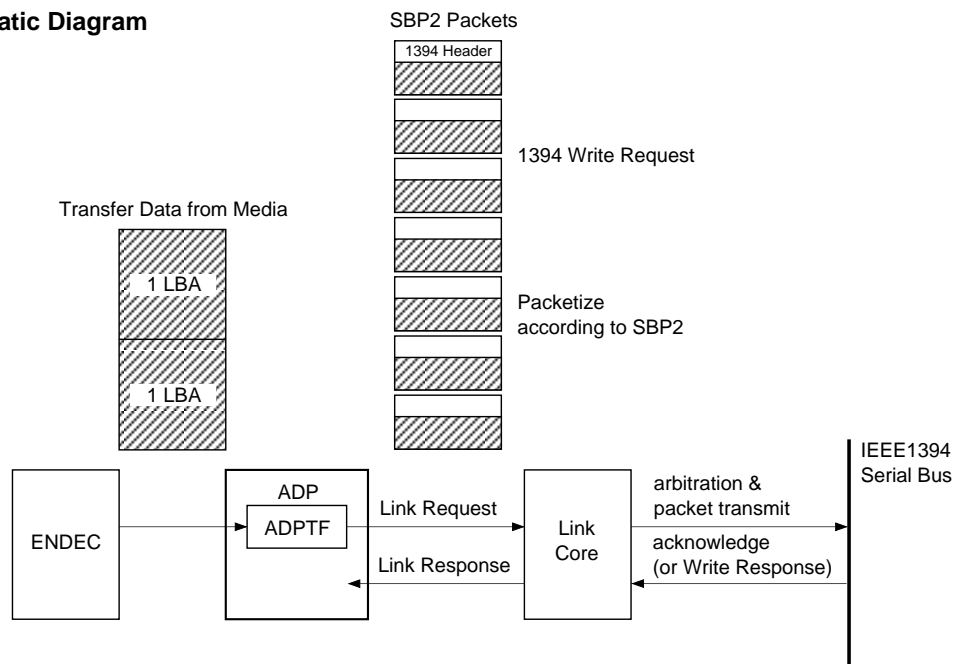 atic Diagram
SBP2 Packets
1394 Header
1394 Write Request
Transfer Data from Media
1 LBA
1 LBA
Packetize
according to SBP2
IEEE1394
Serial Bus
ENDEC
ADP
ADPTF
Link Request
Link Response
Link
Core
arbitration &
packet transmit
acknowledge
(or Write Response)